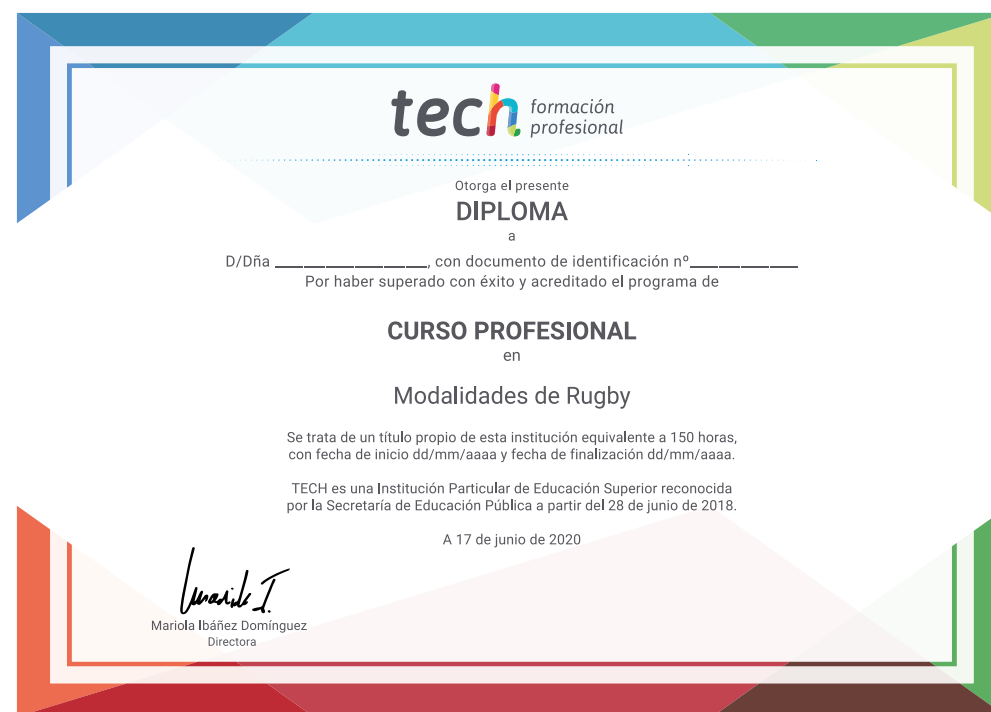 tech formación
profesional
Otorga el presente
DIPLOMA
a
D/Dña ______________, con documento de identificación nº__________
Por haber superado con éxito y acreditado el programa de
CURSO PROFESIONAL
en
Modalidades de Rugby
Se trata de un título propio de esta institución equivalente a 150 horas,
con fecha de inicio dd/mm/aaaa y fecha de finalización dd/mm/aaaa.
TECH es una Institución Particular de Educación Superior reconocida
por la Secretaría de Educación Pública a partir del 28 de junio de 2018.
A 17 de junio de 2020
Mariola Ibáñez Domínguez
Directora